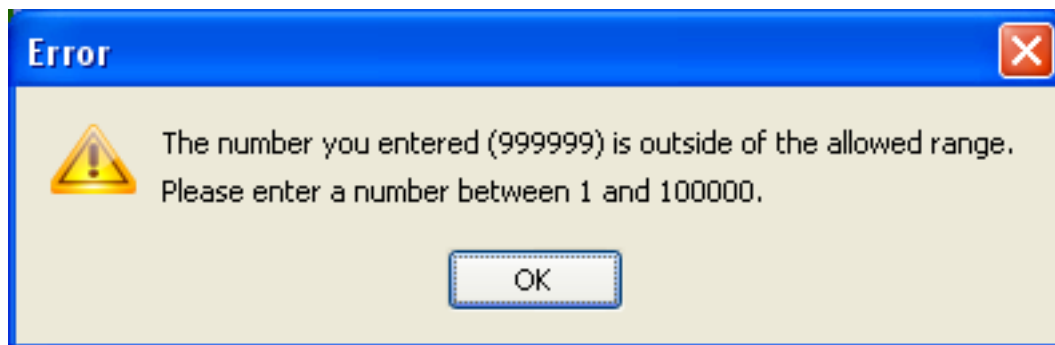 Error
The number you entered (999999) is outside of the allowed range.
Please enter a number between 1 and 100000.
OK